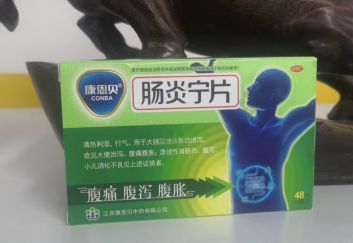 康恩贝®
CONBA
肠炎宁片
OTC
清热利湿，行气。用于大肠湿热所致的泄泻，
症见大便泄泻、腹痛腹胀；急慢性胃肠炎、腹泻、
小儿消化不良见上述证候者。
腹痛 腹泻 腹胀
48
江西康恩贝中药有限公司